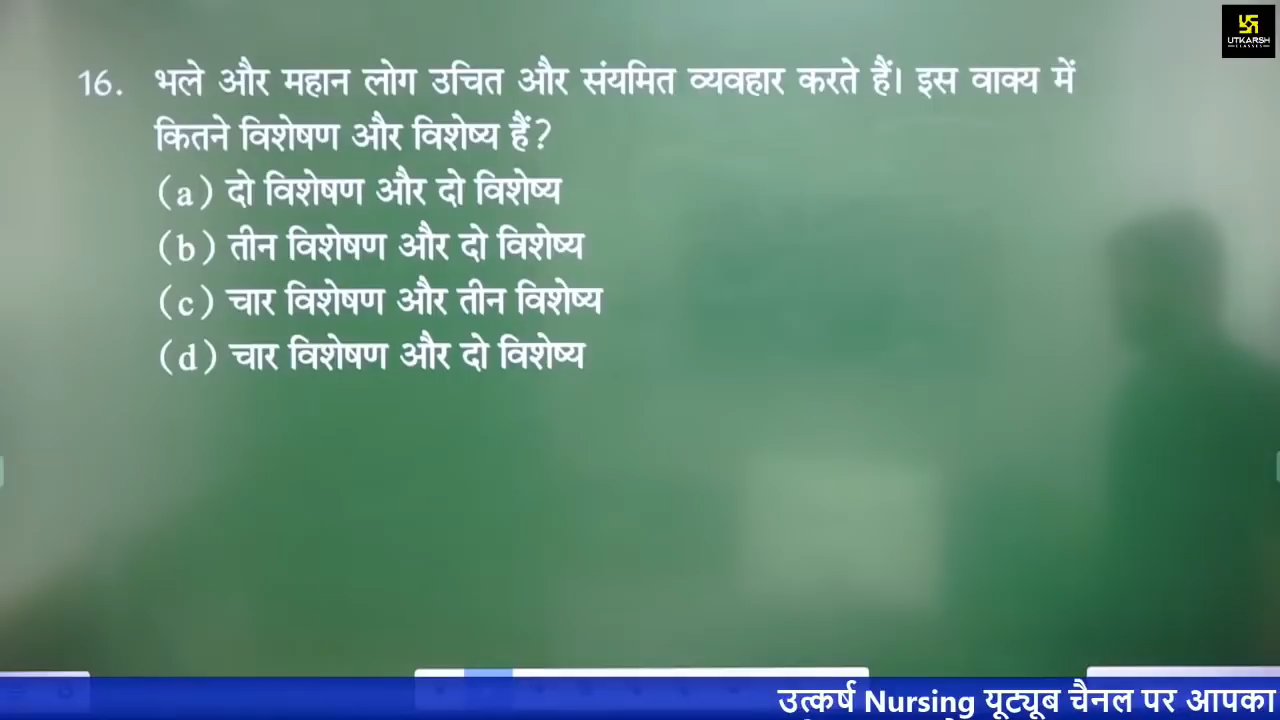 UTKARSH
CLASSES
16. भले और महान लोग उचित और संयमित व्यवहार करते हैं। इस वाक्य में
कितने विशेषण और विशेष्य हैं?
(a) दो विशेषण और दो विशेष्य
(b) तीन विशेषण और दो विशेष्य
(c) चार विशेषण और तीन विशेष्य
(d) चार विशेषण और दो विशेष्य
उत्कर्ष Nursing यूट्यूब चैनल पर आपका